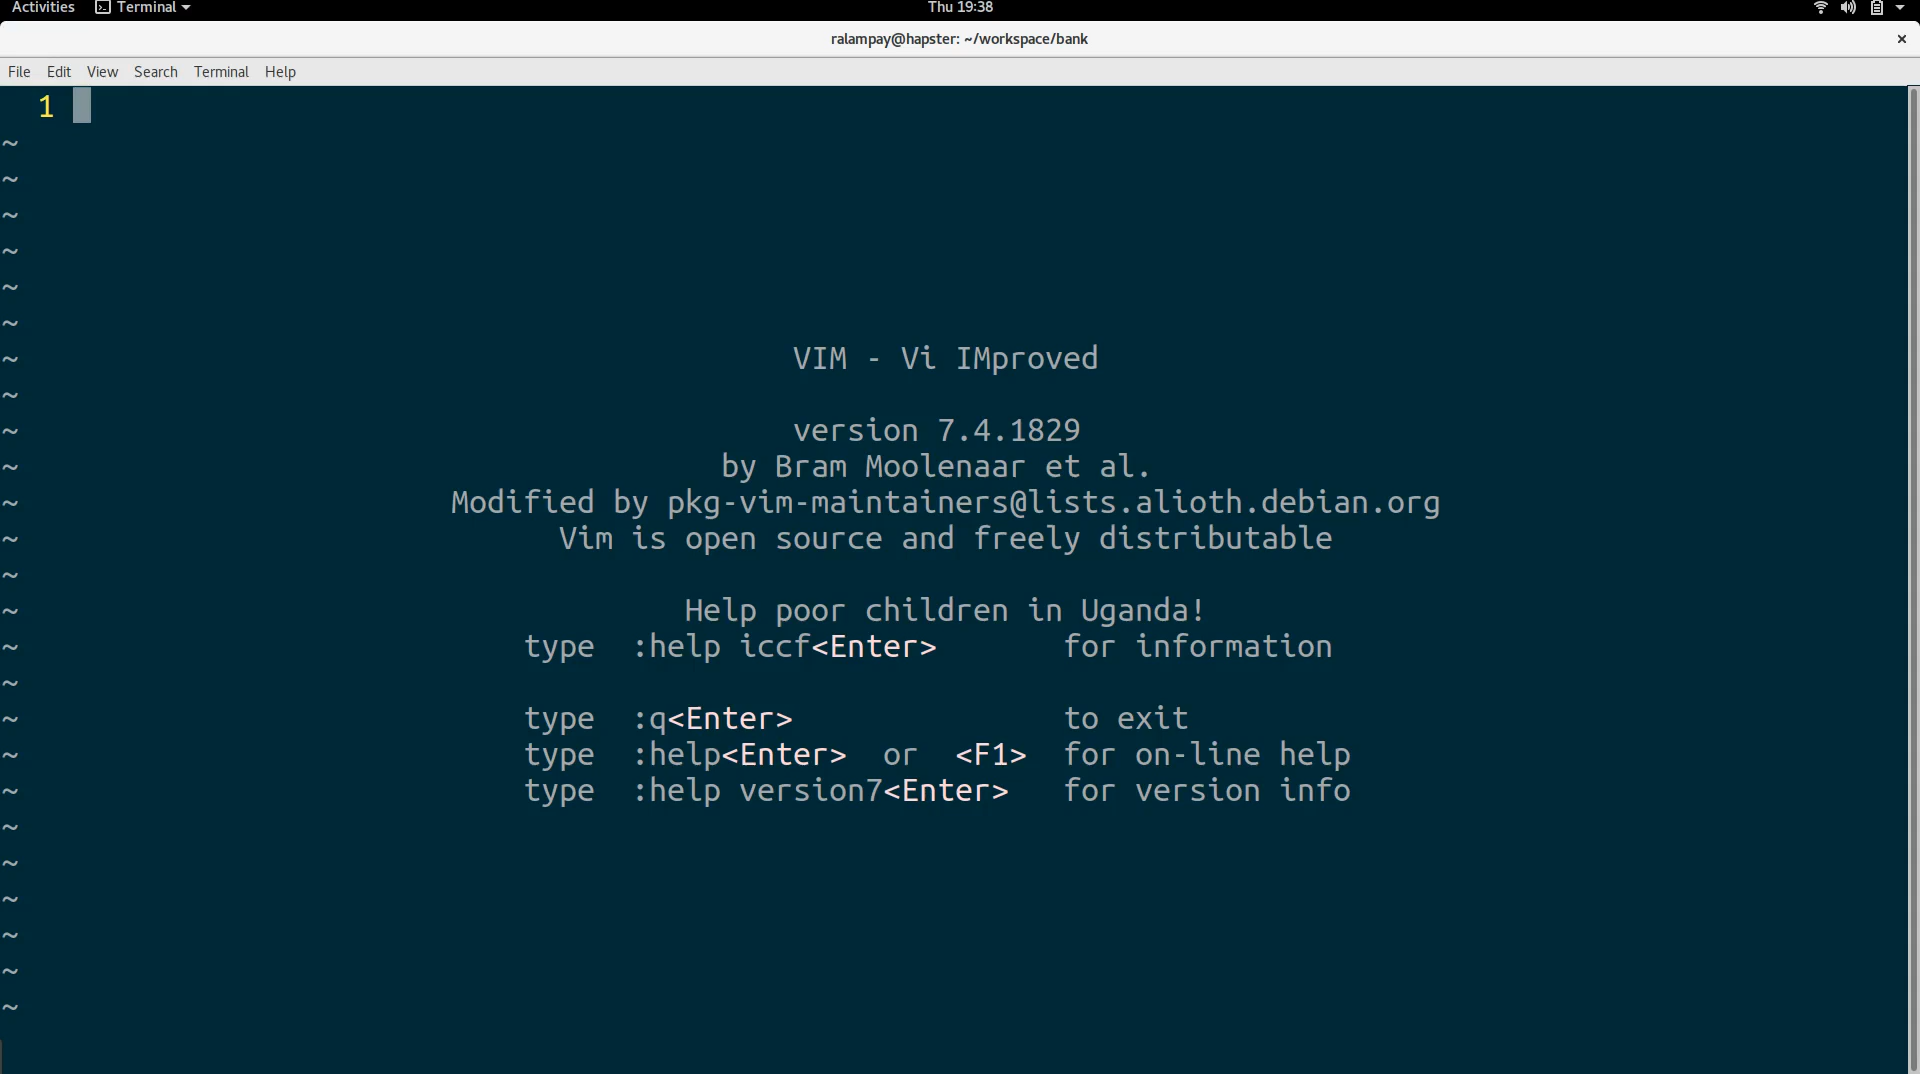 Activities Terminal Thu 19:38
ralampay@hapster: ~/workspace/bank ×
File Edit View Search Terminal Help
1
~
~
~
~
~
~
~ VIM - Vi IMproved
~
~ version 7.4.1829
~ by Bram Moolenaar et al.
~ Modified by pkg-vim-maintainers@lists.alioth.debian.org
~ Vim is open source and freely distributable
~
~ Help poor children in Uganda!
~ type :help iccf<Enter> for information
~
~ type :q<Enter> to exit
~ type :help<Enter> or <F1> for on-line help
~ type :help version7<Enter> for version info
~
~
~
~
~
~